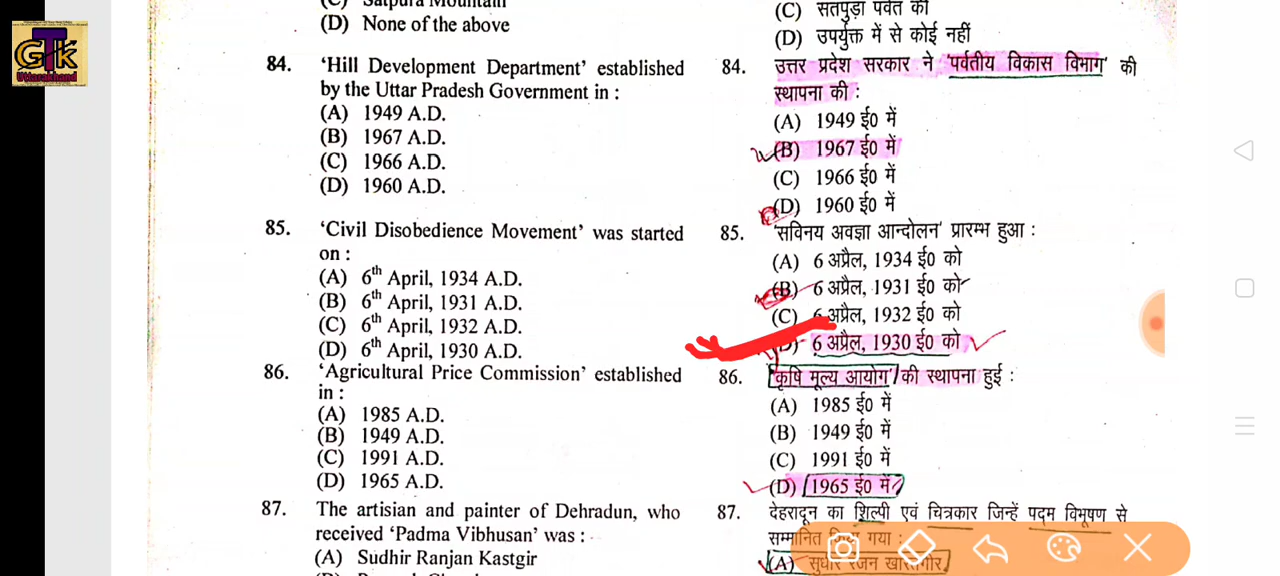 GTK
Uttarakhand
(D) None of the above
84. 'Hill Development Department' established
by the Uttar Pradesh Government in :
(A) 1949 A.D.
(B) 1967 A.D.
(C) 1966 A.D.
(D) 1960 A.D.
85. 'Civil Disobedience Movement' was started
on :
(A) 6th April, 1934 A.D.
(B) 6th April, 1931 A.D.
(C) 6th April, 1932 A.D.
(D) 6th April, 1930 A.D.
86. 'Agricultural Price Commission' established
in :
(A) 1985 A.D.
(B) 1949 A.D.
(C) 1991 A.D.
(D) 1965 A.D.
87. The artisian and painter of Dehradun, who
received 'Padma Vibhusan' was :
(A) Sudhir Ranjan Kastgir
(C) सतपुड़ा पर्वत की
(D) उपर्युक्त में से कोई नहीं
84. उत्तर प्रदेश सरकार ने 'पर्वतीय विकास विभाग' की
स्थापना की :
(A) 1949 ई0 में
(B) 1967 ई0 में
(C) 1966 ई0 में
(D) 1960 ई0 में
85. 'सविनय अवज्ञा आन्दोलन' प्रारम्भ हुआ :
(A) 6 अप्रैल, 1934 ई0 को
(B) 6 अप्रैल, 1931 ई0 को
(C) 6 अप्रैल, 1932 ई0 को
(D) 6 अप्रैल, 1930 ई0 को
86. 'कृषि मूल्य आयोग' की स्थापना हुई :
(A) 1985 ई0 में
(B) 1949 ई0 में
(C) 1991 ई0 में
(D) 1965 ई0 में
87. देहरादून का शिल्पी एवं चित्रकार जिन्हें पद्म विभूषण से
सम्मानित किया गया :
(A) सुधीर रंजन